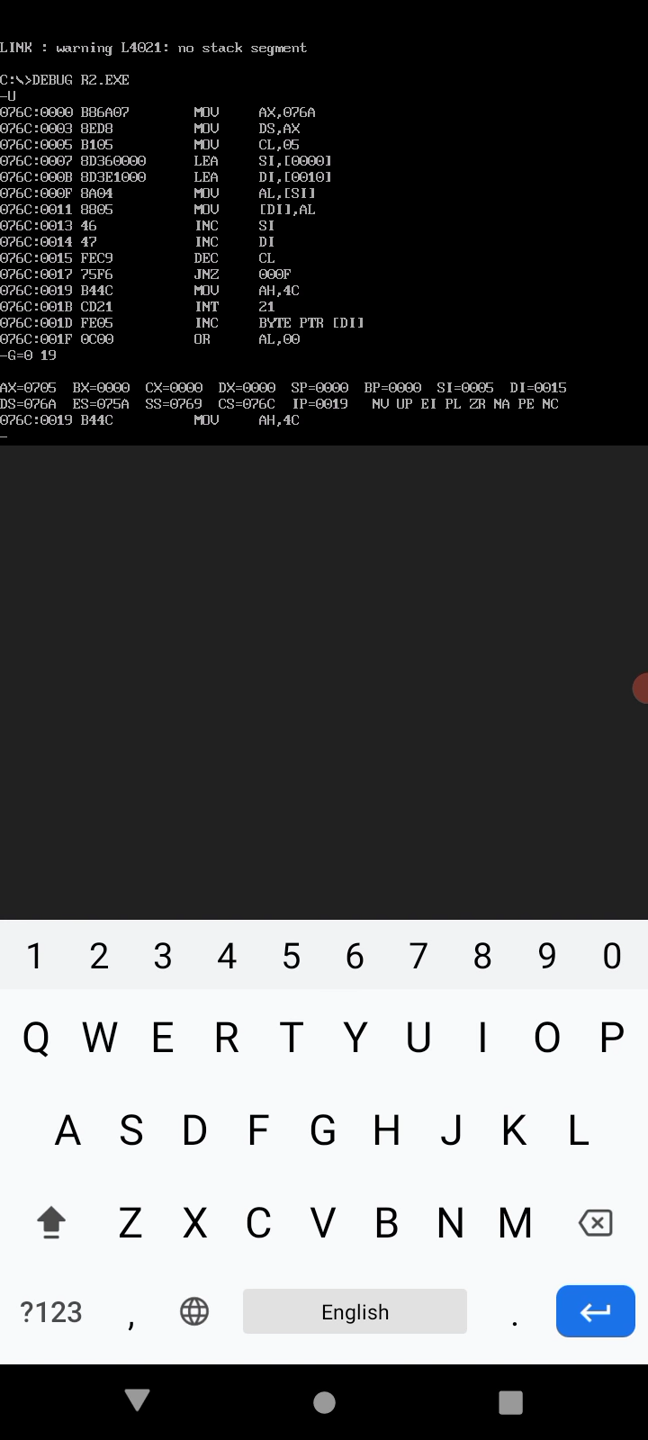 LINK : warning L4021: no stack segment
C:\>DEBUG R2.EXE
-U
076C:0000 B86A07 MOV AX,076A
076C:0003 8ED8 MOV DS,AX
076C:0005 B105 MOV CL,05
076C:0007 8D360000 LEA SI,[0000]
076C:000B 8D3E1000 LEA DI,[0010]
076C:000F 8A04 MOV AL,[SI]
076C:0011 8805 MOV [DI],AL
076C:0013 46 INC SI
076C:0014 47 INC DI
076C:0015 FEC9 DEC CL
076C:0017 75F6 JNZ 000F
076C:0019 B44C MOV AH,4C
076C:001B CD21 INT 21
076C:001D FE05 INC BYTE PTR [DI]
076C:001F 0C00 OR AL,00
-G=0 19
AX=0705 BX=0000 CX=0000 DX=0000 SP=0000 BP=0000 SI=0005 DI=0015
DS=076A ES=075A SS=0769 CS=076C IP=0019 NV UP EI PL ZR NA PE NC
076C:0019 B44C MOV AH,4C
-
1 2 3 4 5 6 7 8 9 0
Q W E R T Y U I O P
A S D F G H J K L
Z X C V B N M
?123 , English .